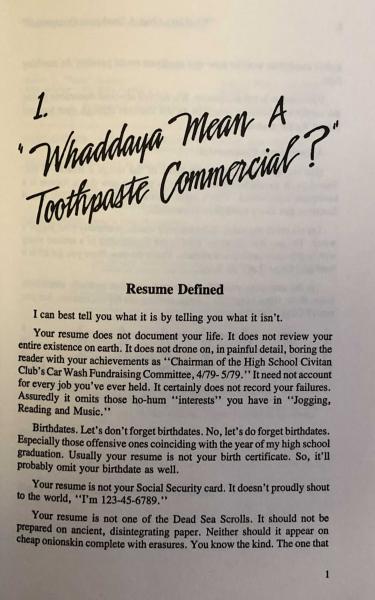 1.
"Whaddaya Mean A
Toothpaste Commercial?"
Resume Defined
I can best tell you what it is by telling you what it isn't.
Your resume does not document your life. It does not review your
entire existence on earth. It does not drone on, in painful detail, boring the
reader with your achievements as "Chairman of the High School Civitan
Club's Car Wash Fundraising Committee, 4/79- 5/79." It need not account
for every job you've ever held. It certainly does not record your failures.
Assuredly it omits those ho-hum "interests" you have in "Jogging,
Reading and Music."
Birthdates. Let's don't forget birthdates. No, let's do forget birthdates.
Especially those offensive ones coinciding with the year of my high school
graduation. Usually your resume is not your birth certificate. So, it'll
probably omit your birthdate as well.
Your resume is not your Social Security card. It doesn't proudly shout
to the world, "I'm 123-45-6789."
Your resume is not one of the Dead Sea Scrolls. It should not be
prepared on ancient, disintegrating paper. Neither should it appear on
cheap onionskin complete with erasures. You know the kind. The one that
1